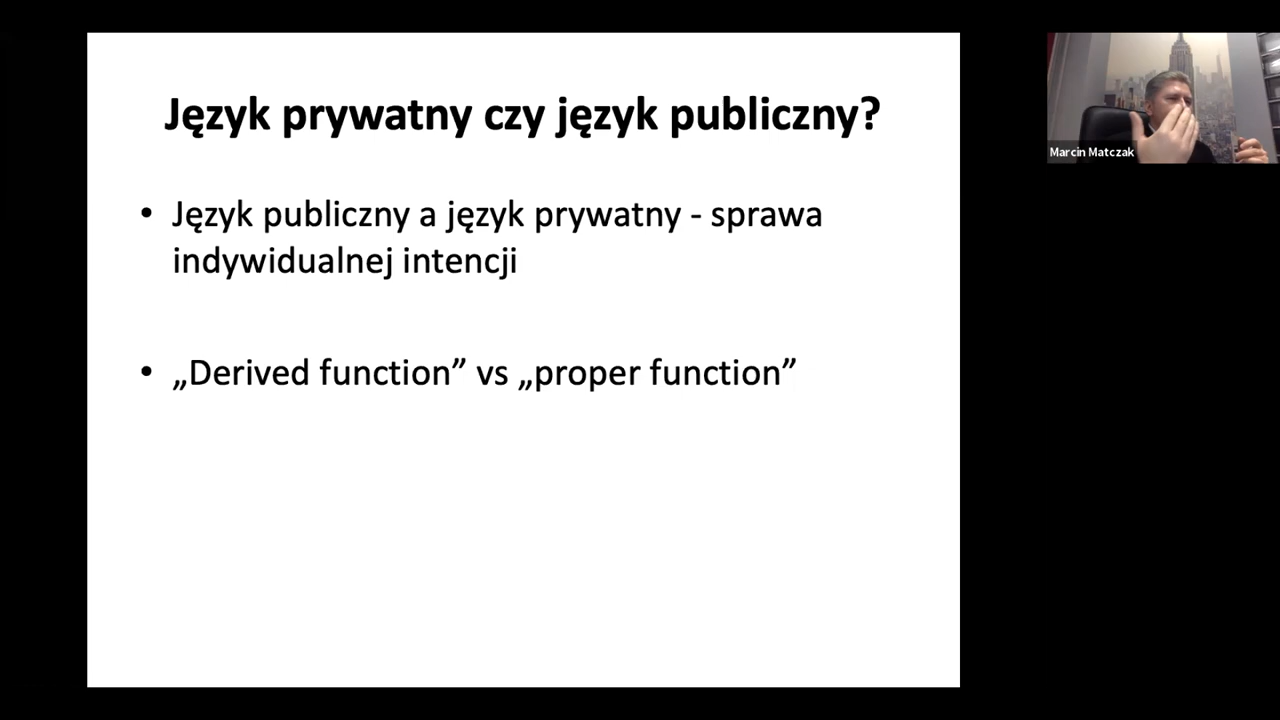 Język prywatny czy język publiczny?
• Język publiczny a język prywatny - sprawa
indywidualnej intencji
• „Derived function” vs „proper function”
Marcin Matczak